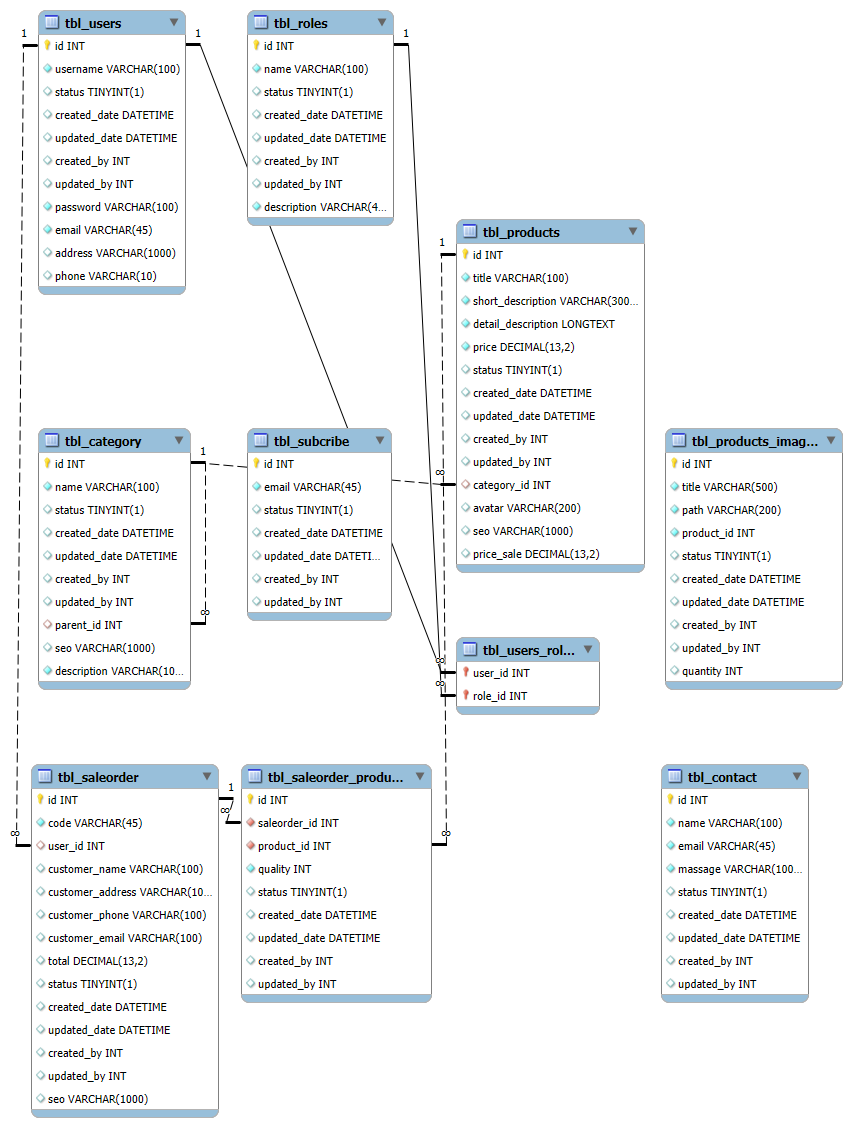 tbl_users
id INT
username VARCHAR(100)
status TINYINT(1)
created_date DATETIME
updated_date DATETIME
created_by INT
updated_by INT
password VARCHAR(100)
email VARCHAR(45)
address VARCHAR(1000)
phone VARCHAR(10)
1
1
tbl_roles
id INT
name VARCHAR(100)
status TINYINT(1)
created_date DATETIME
updated_date DATETIME
created_by INT
updated_by INT
description VARCHAR(4...
1
tbl_products
id INT
title VARCHAR(100)
short_description VARCHAR(300...
detail_description LONGTEXT
price DECIMAL(13,2)
status TINYINT(1)
created_date DATETIME
updated_date DATETIME
created_by INT
updated_by INT
category_id INT
avatar VARCHAR(200)
seo VARCHAR(1000)
price_sale DECIMAL(13,2)
1
∞
tbl_category
id INT
name VARCHAR(100)
status TINYINT(1)
created_date DATETIME
updated_date DATETIME
created_by INT
updated_by INT
parent_id INT
seo VARCHAR(1000)
description VARCHAR(10...
1
∞
tbl_subcribe
id INT
email VARCHAR(45)
status TINYINT(1)
created_date DATETIME
updated_date DATETI...
created_by INT
updated_by INT
tbl_products_imag...
id INT
title VARCHAR(500)
path VARCHAR(200)
product_id INT
status TINYINT(1)
created_date DATETIME
updated_date DATETIME
created_by INT
updated_by INT
quantity INT
tbl_users_rol...
user_id INT
role_id INT
∞
∞
tbl_saleorder
id INT
code VARCHAR(45)
user_id INT
customer_name VARCHAR(100)
customer_address VARCHAR(10...
customer_phone VARCHAR(100)
customer_email VARCHAR(100)
total DECIMAL(13,2)
status TINYINT(1)
created_date DATETIME
updated_date DATETIME
created_by INT
updated_by INT
seo VARCHAR(1000)
∞
1
∞
tbl_saleorder_produ...
id INT
saleorder_id INT
product_id INT
quality INT
status TINYINT(1)
created_date DATETIME
updated_date DATETIME
created_by INT
updated_by INT
∞
tbl_contact
id INT
name VARCHAR(100)
email VARCHAR(45)
massage VARCHAR(100...
status TINYINT(1)
created_date DATETIME
updated_date DATETIME
created_by INT
updated_by INT